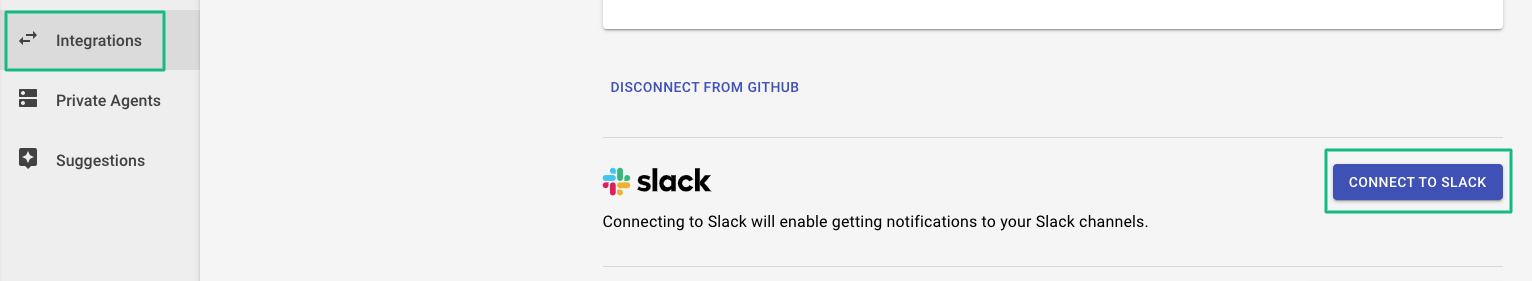 Integrations
Private Agents
Suggestions
DISCONNECT FROM GITHUB
slack
CONNECT TO SLACK
Connecting to Slack will enable getting notifications to your Slack channels.